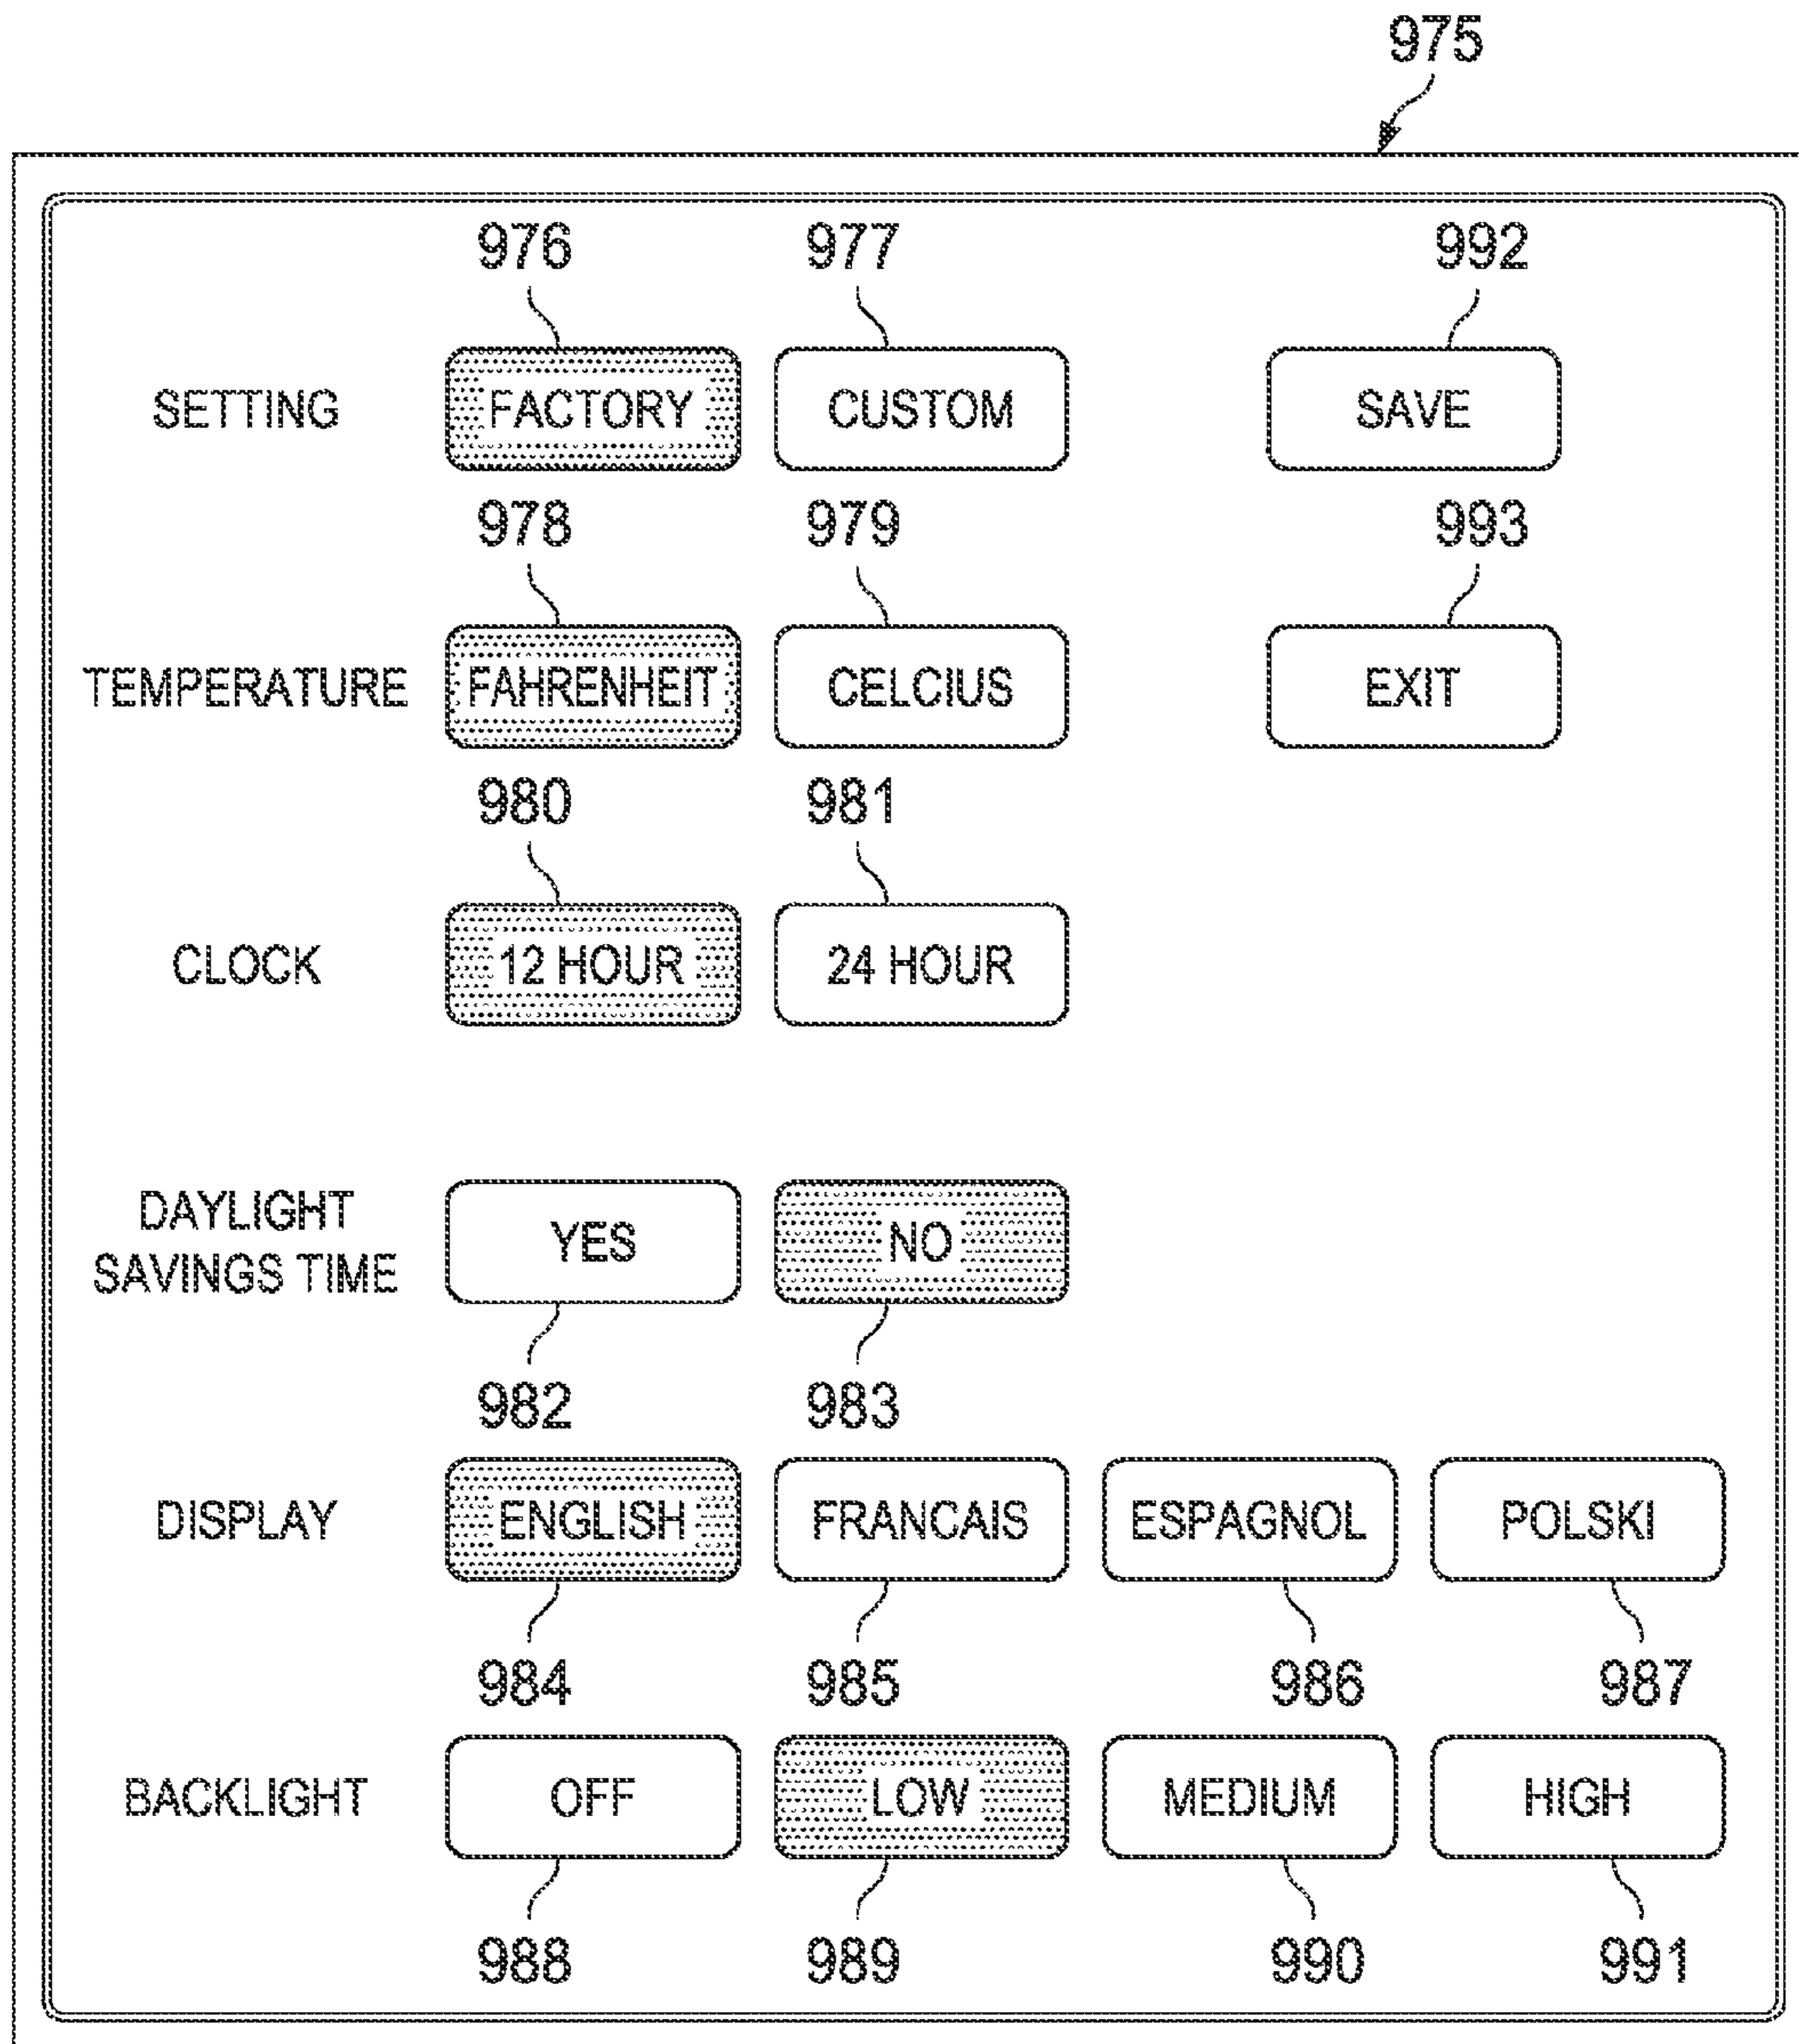 975
976 977 992
SETTING FACTORY CUSTOM SAVE
978 979 993
TEMPERATURE FAHRENHEIT CELCIUS EXIT
980 981
CLOCK 12 HOUR 24 HOUR
DAYLIGHT
SAVINGS TIME YES NO
982 983
DISPLAY ENGLISH FRANCAIS ESPAGNOL POLSKI
984 985 986 987
BACKLIGHT OFF LOW MEDIUM HIGH
988 989 990 991